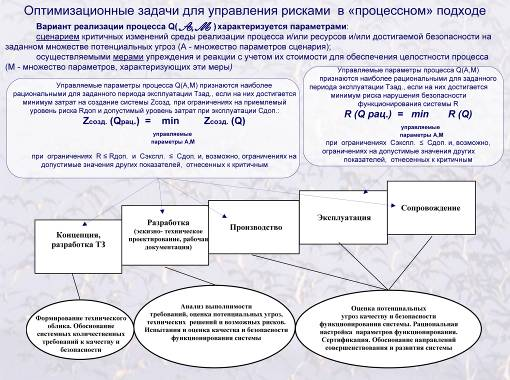 Оптимизационные задачи для управления рисками в «процессном» подходе
Вариант реализации процесса Q(A, M) характеризуется параметрами:
сценарием критичных изменений среды реализации процесса и/или ресурсов и/или достигаемой безопасности на
заданном множестве потенциальных угроз (А - множество параметров сценария);
осуществляемыми мерами упреждения и реакции с учетом их стоимости для обеспечения целостности процесса
(М - множество параметров, характеризующих эти меры)
Управляемые параметры процесса Q(А,М) признаются наиболее
рациональными для заданного периода эксплуатации Тзад., если на них достигается
минимум затрат на создание системы Zсозд. при ограничениях на приемлемый
уровень риска Rдоп и допустимый уровень затрат при эксплуатации Сдоп.:
Zсозд. (Qрац.) = min Zсозд. (Q)
управляемые
параметры А,М
при ограничениях R ≤ Rдоп. и Сэкспл. ≤ Сдоп. и, возможно, ограничениях на
допустимые значения других показателей, отнесенных к критичным
Управляемые параметры процесса Q(А,М)
признаются наиболее рациональными для заданного
периода эксплуатации Тзад., если на них достигается
минимум риска нарушения безопасности
функционирования системы R
R (Q рац.) = min R (Q)
управляемые
параметры А,М
при ограничениях Сэкспл. ≤ Сдоп. и, возможно,
ограничениях на допустимые значения других
показателей, отнесенных к критичным
Концепция,
разработка ТЗ
Разработка
(эскизно- техническое
проектирование, рабочая
документация)
Производство
Эксплуатация
Сопровождение
Формирование технического
облика. Обоснование
системных количественных
требований к качеству и
безопасности
Анализ выполнимости
требований, оценка потенциальных угроз,
технических решений и возможных рисков.
Испытания и оценка качества и безопасности
функционирования системы
Оценка потенциальных
угроз качеству и безопасности
функционирования системы. Рациональная
настройка параметров функционирования.
Сертификация. Обоснование направлений
совершенствования и развития системы